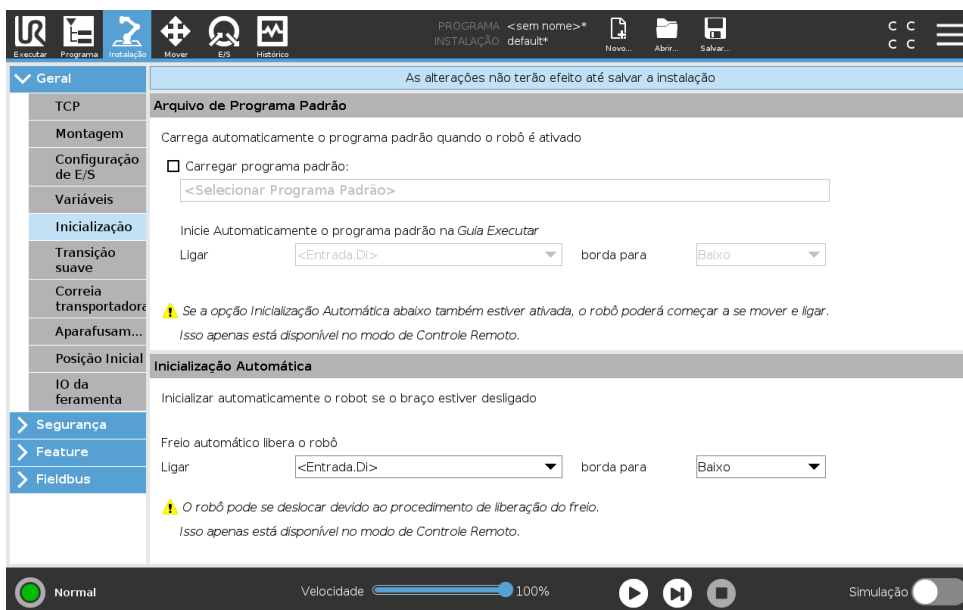 PROGRAMA <sem nome>*
INSTALAÇÃO default*
Executar
Programa
Instalação
Mover
E/S
Histórico
Novo...
Abrir...
Salvar...
C C
C C
Geral
TCP
Montagem
Configuração
de E/S
Variáveis
Inicialização
Transição
suave
Correia
transportadora
Aparafusam...
Posição Inicial
IO da
ferramenta
Segurança
Feature
Fieldbus
As alterações não terão efeito até salvar a instalação
Arquivo de Programa Padrão
Carrega automaticamente o programa padrão quando o robô é ativado
Carregar programa padrão:
<Selecionar Programa Padrão>
Inicie Automaticamente o programa padrão na Guia Executar
Ligar <Entrada.Di> borda para Baixo
Se a opção Inicialização Automática abaixo também estiver ativada, o robô poderá começar a se mover e ligar.
Isso apenas está disponível no modo de Controle Remoto.
Inicialização Automática
Inicializar automaticamente o robot se o braço estiver desligado
Freio automático libera o robô
Ligar <Entrada.Di> borda para Baixo
O robô pode se deslocar devido ao procedimento de liberação do freio.
Isso apenas está disponível no modo de Controle Remoto.
Normal
Velocidade 100%
Simulação